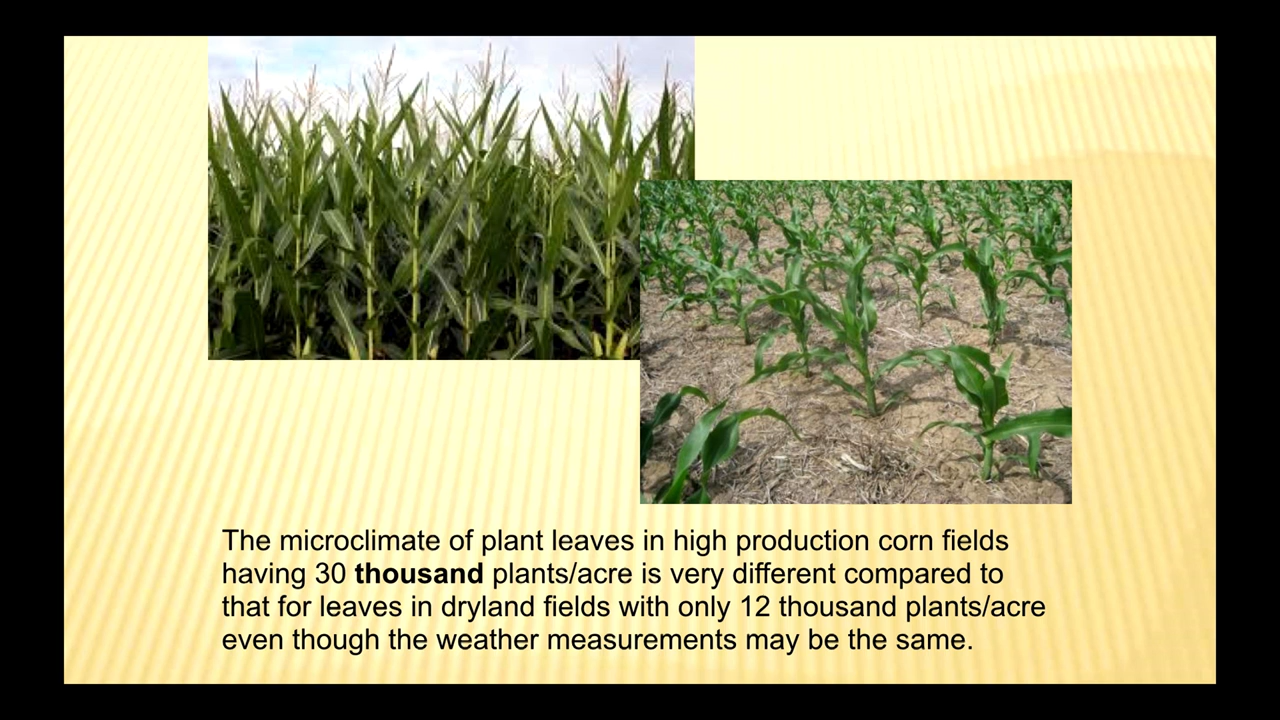 The microclimate of plant leaves in high production corn fields
having 30 thousand plants/acre is very different compared to
that for leaves in dryland fields with only 12 thousand plants/acre
even though the weather measurements may be the same.